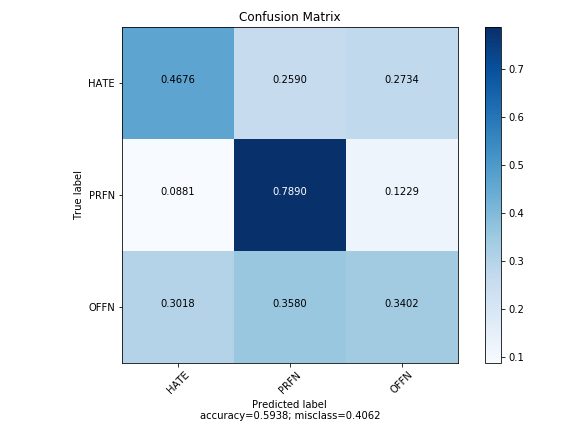 Confusion Matrix
HATE 0.4676 0.2590 0.2734
PRFN 0.0881 0.7890 0.1229
OFFN 0.3018 0.3580 0.3402
True label
HATE PRFN OFFN
Predicted label
accuracy=0.5938; misclass=0.4062
0.7
0.6
0.5
0.4
0.3
0.2
0.1